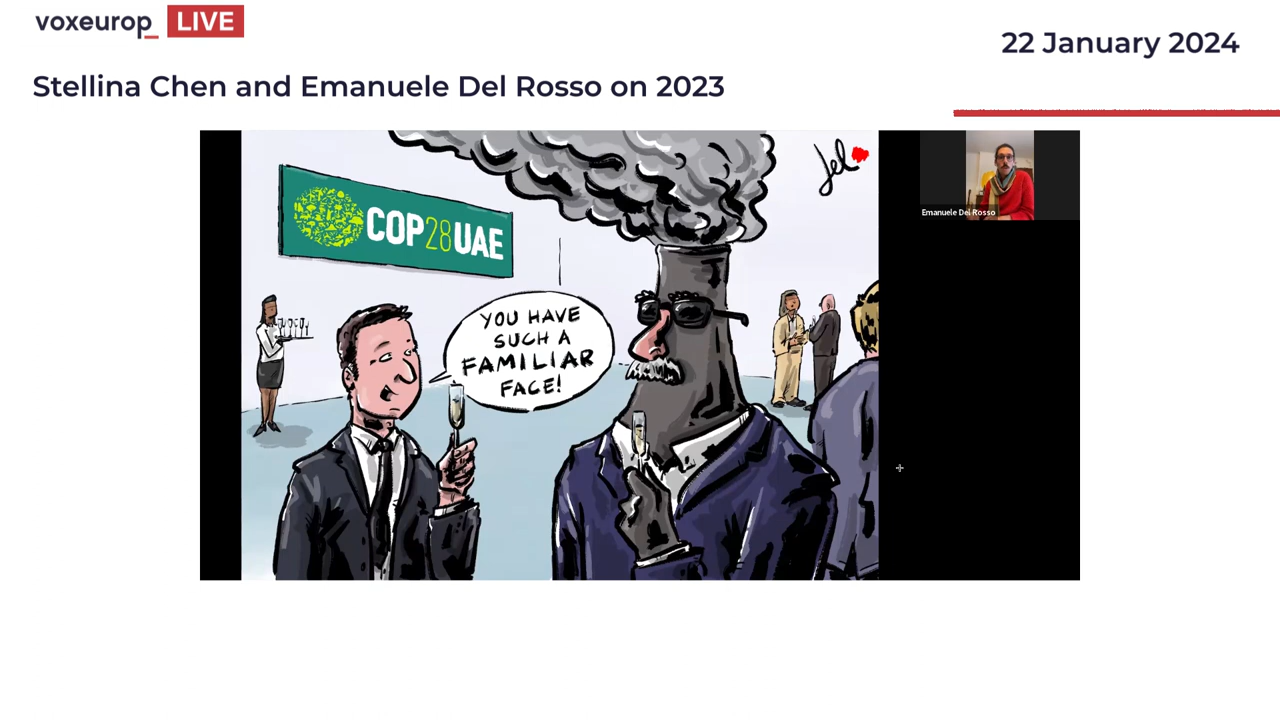 voxeurop_ LIVE
22 January 2024
Stellina Chen and Emanuele Del Rosso on 2023
COP28UAE
Del
YOU HAVE
SUCH A
FAMILIAR
FACE!
Emanuele Del Rosso